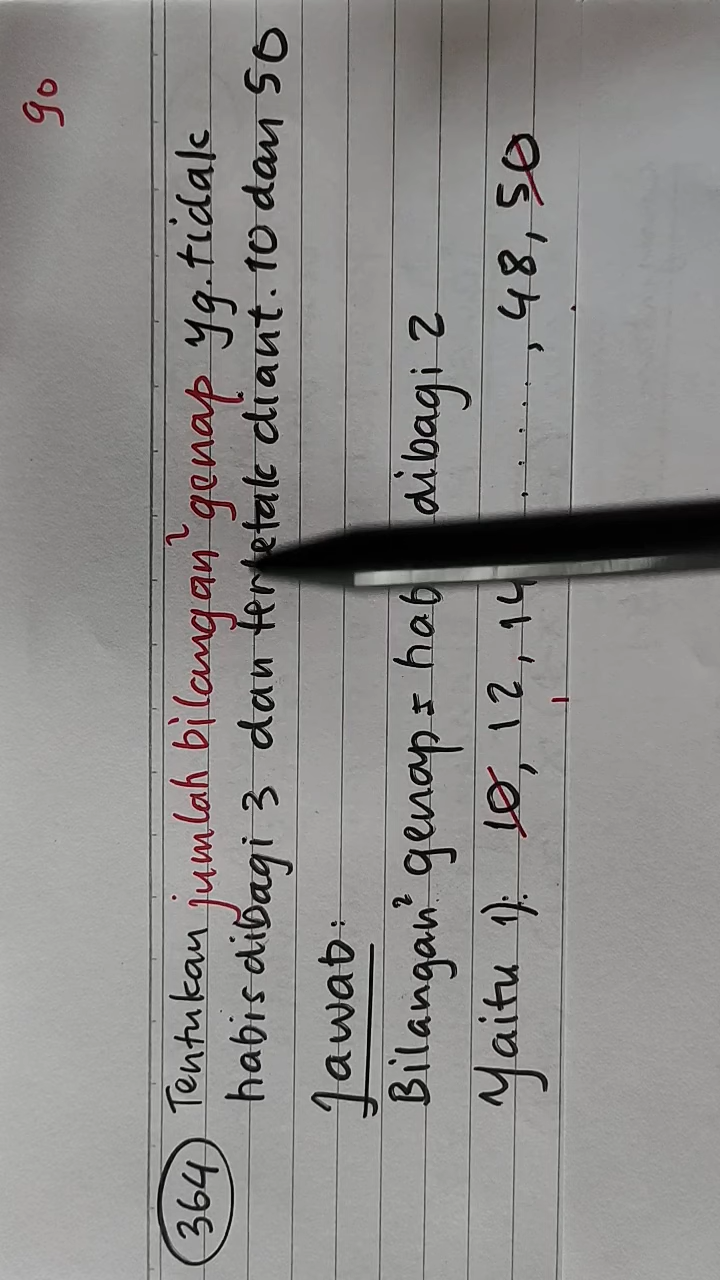 90
364 Tentukan jumlah bilangan² genap yg. tidak
habis dibagi 3 dan terletak diant. 10 dan 50
Jawab:
Bilangan² genap = hab dibagi 2
Yaitu 1). 10, 12, 14 ......, 48, 50